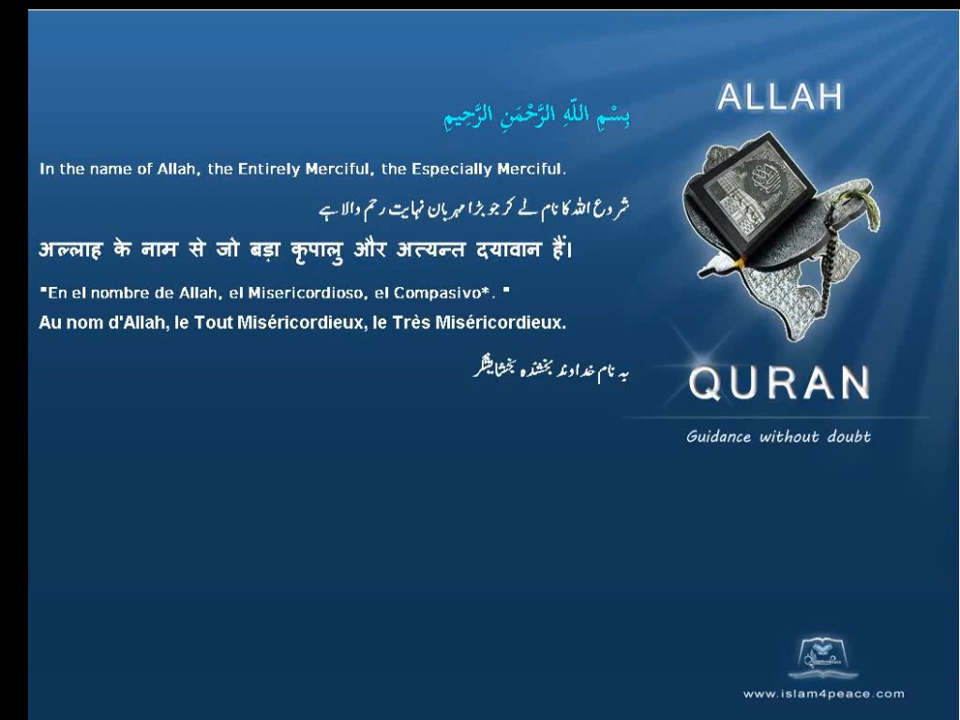 بِسْمِ اللَّهِ الرَّحْمَنِ الرَّحِيمِ
In the name of Allah, the Entirely Merciful, the Especially Merciful.
شروع الله کا نام لے کر جو بڑا مہربان نہایت رحم والا ہے
अल्लाह के नाम से जो बड़ा कृपालु और अत्यन्त दयावान हैं।
"En el nombre de Allah, el Misericordioso, el Compasivo*. "
Au nom d'Allah, le Tout Miséricordieux, le Très Miséricordieux.
به نام خداوند بخشنده بخشایشگر
ALLAH
QURAN
Guidance without doubt
www.islam4peace.com